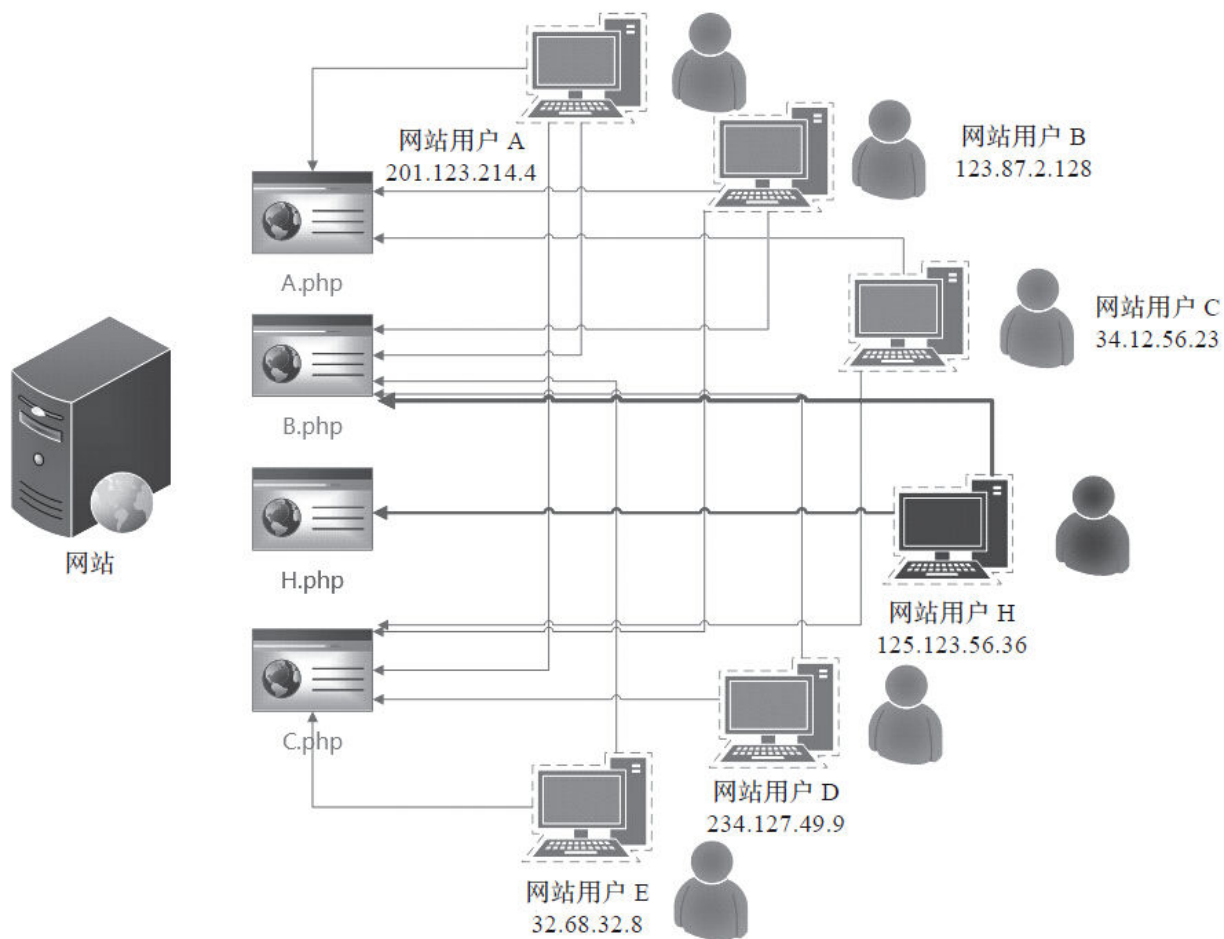 网站用户 A
201.123.214.4
网站用户 B
123.87.2.128
A.php
网站用户 C
34.12.56.23
B.php
网站
H.php
网站用户 H
125.123.56.36
C.php
网站用户 D
234.127.49.9
网站用户 E
32.68.32.8